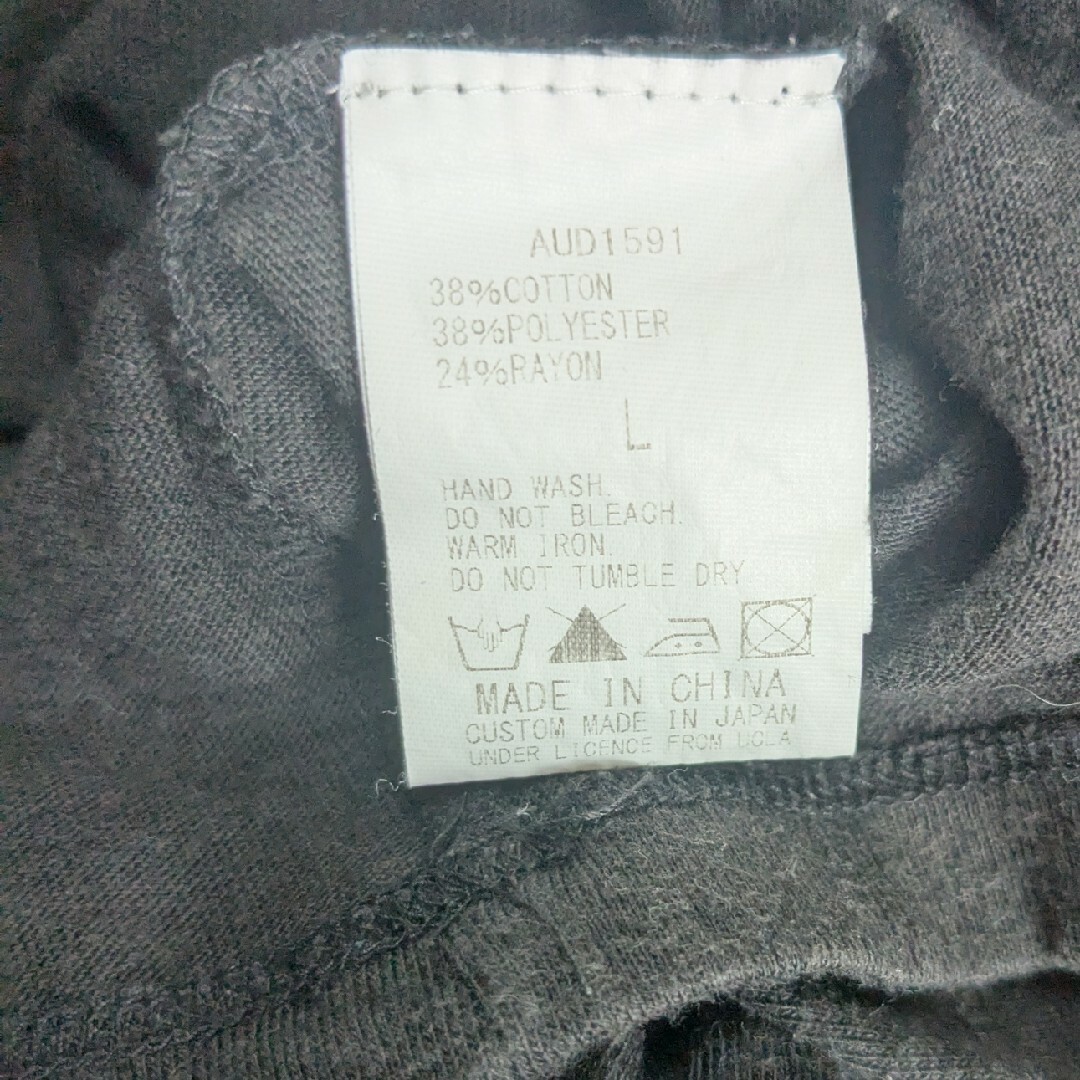 AUD1591
38%COTTON
38%POLYESTER
24%RAYON
L
HAND WASH.
DO NOT BLEACH.
WARM IRON.
DO NOT TUMBLE DRY
MADE IN CHINA
CUSTOM MADE IN JAPAN
UNDER LICENCE FROM UCLA